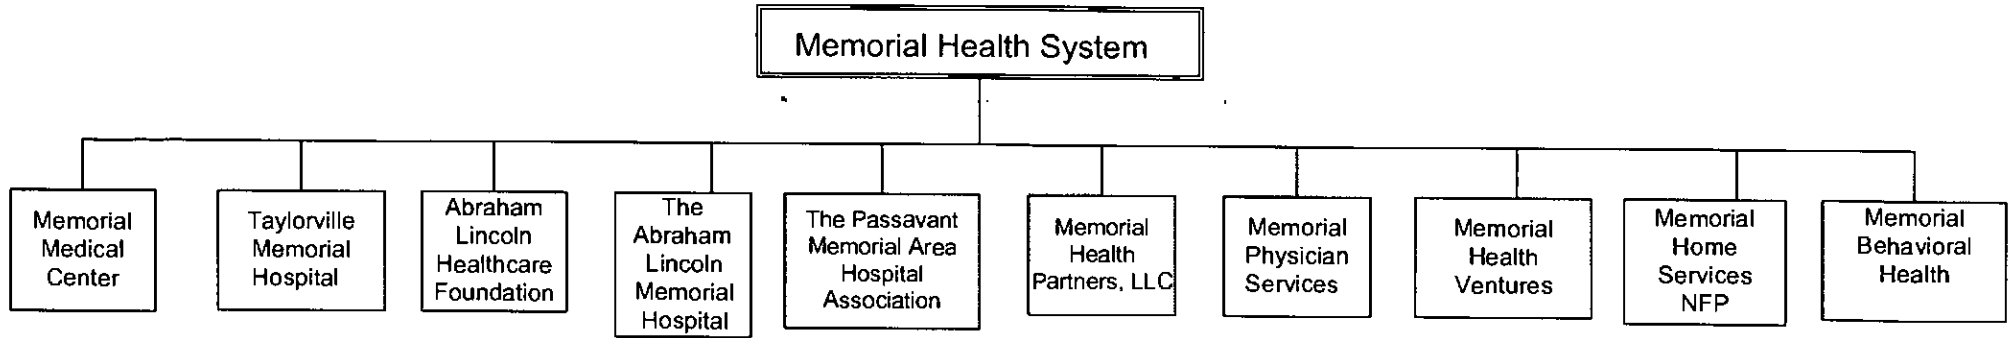 Memorial Health System
Memorial
Medical
Center
Taylorville
Memorial
Hospital
Abraham
Lincoln
Healthcare
Foundation
The
Abraham
Lincoln
Memorial
Hospital
The Passavant
Memorial Area
Hospital
Association
Memorial
Health
Partners, LLC
Memorial
Physician
Services
Memorial
Health
Ventures
Memorial
Home
Services
NFP
Memorial
Behavioral
Health